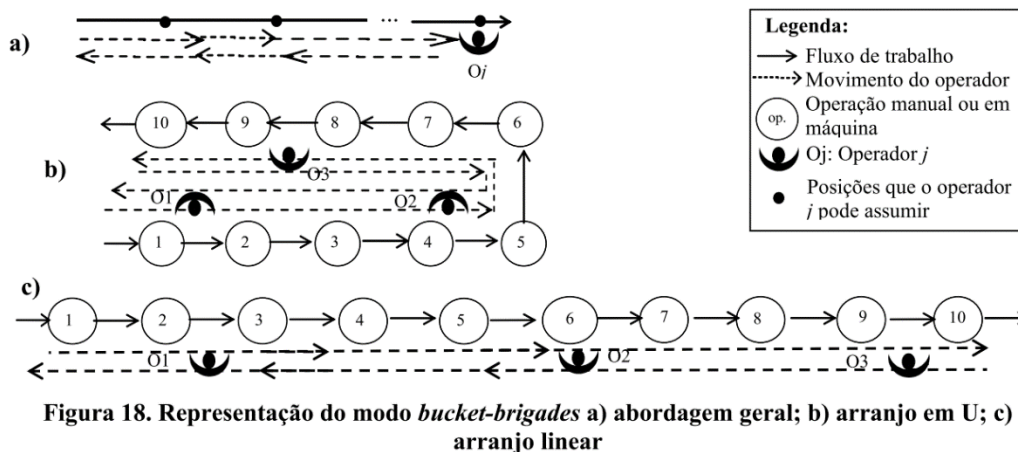 a)
...
Oj
Legenda:
Fluxo de trabalho
Movimento do operador
op.
Operação manual ou em
máquina
Oj: Operador j
Posições que o operador
j pode assumir
b)
10 9 8 7 6
O3
O1 O2
1 2 3 4 5
c)
1 2 3 4 5 6 7 8 9 10
O1 O2 O3
Figura 18. Representação do modo bucket-brigades a) abordagem geral; b) arranjo em U; c)
arranjo linear